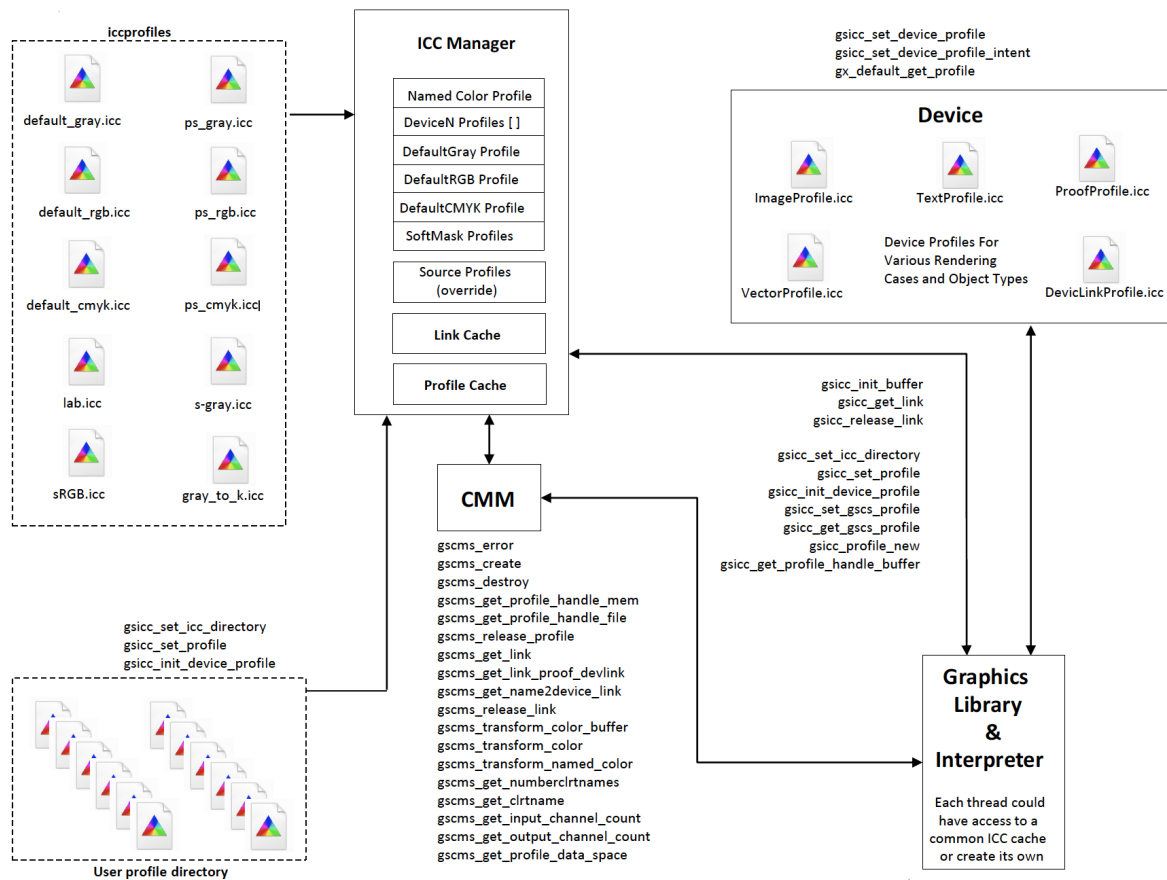 iccprofiles
default_gray.icc
ps_gray.icc
default_rgb.icc
ps_rgb.icc
default_cmyk.icc
ps_cmyk.icc
lab.icc
s-gray.icc
sRGB.icc
gray_to_k.icc
ICC Manager
Named Color Profile
DeviceN Profiles [ ]
DefaultGray Profile
DefaultRGB Profile
DefaultCMYK Profile
SoftMask Profiles
Source Profiles
(override)
Link Cache
Profile Cache
gsicc_set_device_profile
gsicc_set_device_profile_intent
gx_default_get_profile
Device
ImageProfile.icc
TextProfile.icc
ProofProfile.icc
VectorProfile.icc
Device Profiles For
Various Rendering
Cases and Object Types
DevicLinkProfile.icc
gsicc_init_buffer
gsicc_get_link
gsicc_release_link
gsicc_set_icc_directory
gsicc_set_profile
gsicc_init_device_profile
gsicc_set_gscs_profile
gsicc_get_gscs_profile
gsicc_profile_new
gsicc_get_profile_handle_buffer
CMM
gscms_error
gscms_create
gscms_destroy
gscms_get_profile_handle_mem
gscms_get_profile_handle_file
gscms_release_profile
gscms_get_link
gscms_get_link_proof_devlink
gscms_get_name2device_link
gscms_release_link
gscms_transform_color_buffer
gscms_transform_color
gscms_transform_named_color
gscms_get_numberclrtnames
gscms_get_clrtname
gscms_get_input_channel_count
gscms_get_output_channel_count
gscms_get_profile_data_space
gsicc_set_icc_directory
gsicc_set_profile
gsicc_init_device_profile
User profile directory
Graphics
Library
&
Interpreter
Each thread could
have access to a
common ICC cache
or create its own